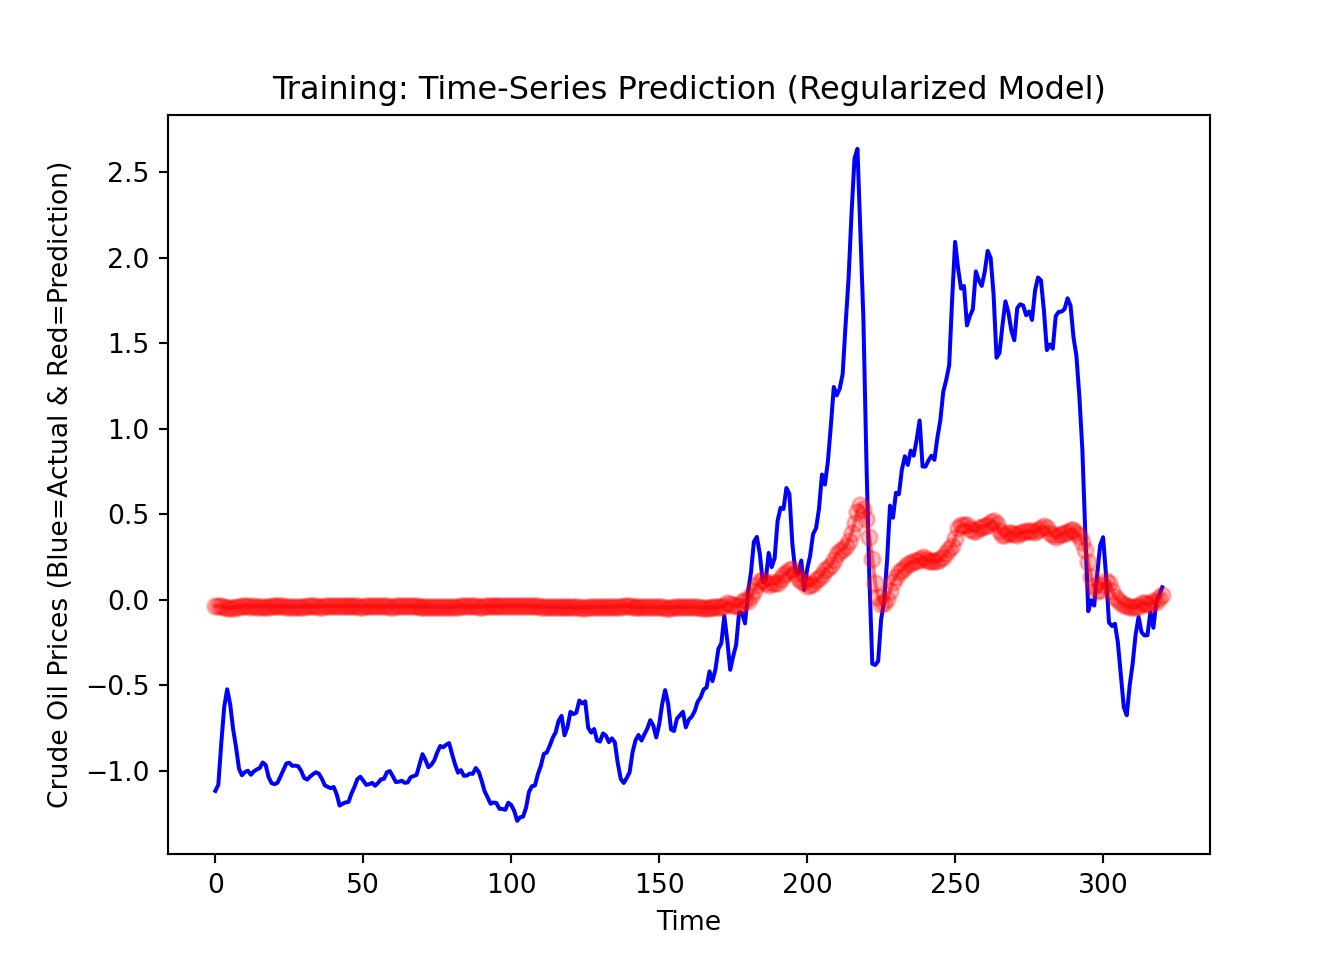 Training: Time-Series Prediction (Regularized Model)
Crude Oil Prices (Blue=Actual & Red=Prediction)
2.5
2.0
1.5
1.0
0.5
0.0
−0.5
−1.0
0 50 100 150 200 250 300
Time